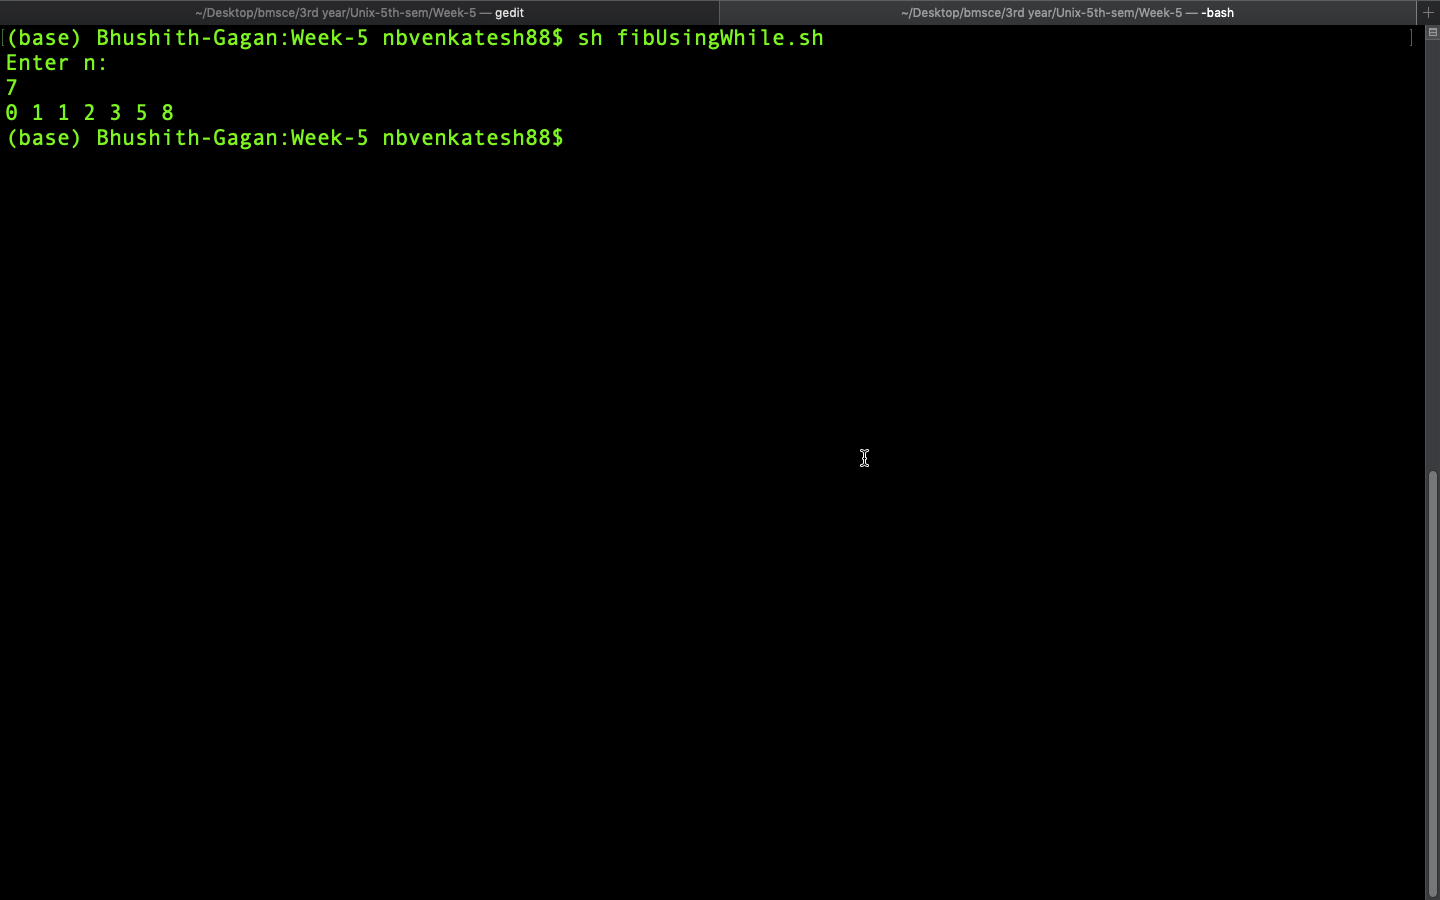 ~/Desktop/bmsce/3rd year/Unix-5th-sem/Week-5 — gedit
~/Desktop/bmsce/3rd year/Unix-5th-sem/Week-5 — -bash
(base) Bhushith-Gagan:Week-5 nbvenkatesh88$ sh fibUsingWhile.sh
Enter n:
7
0 1 1 2 3 5 8
(base) Bhushith-Gagan:Week-5 nbvenkatesh88$